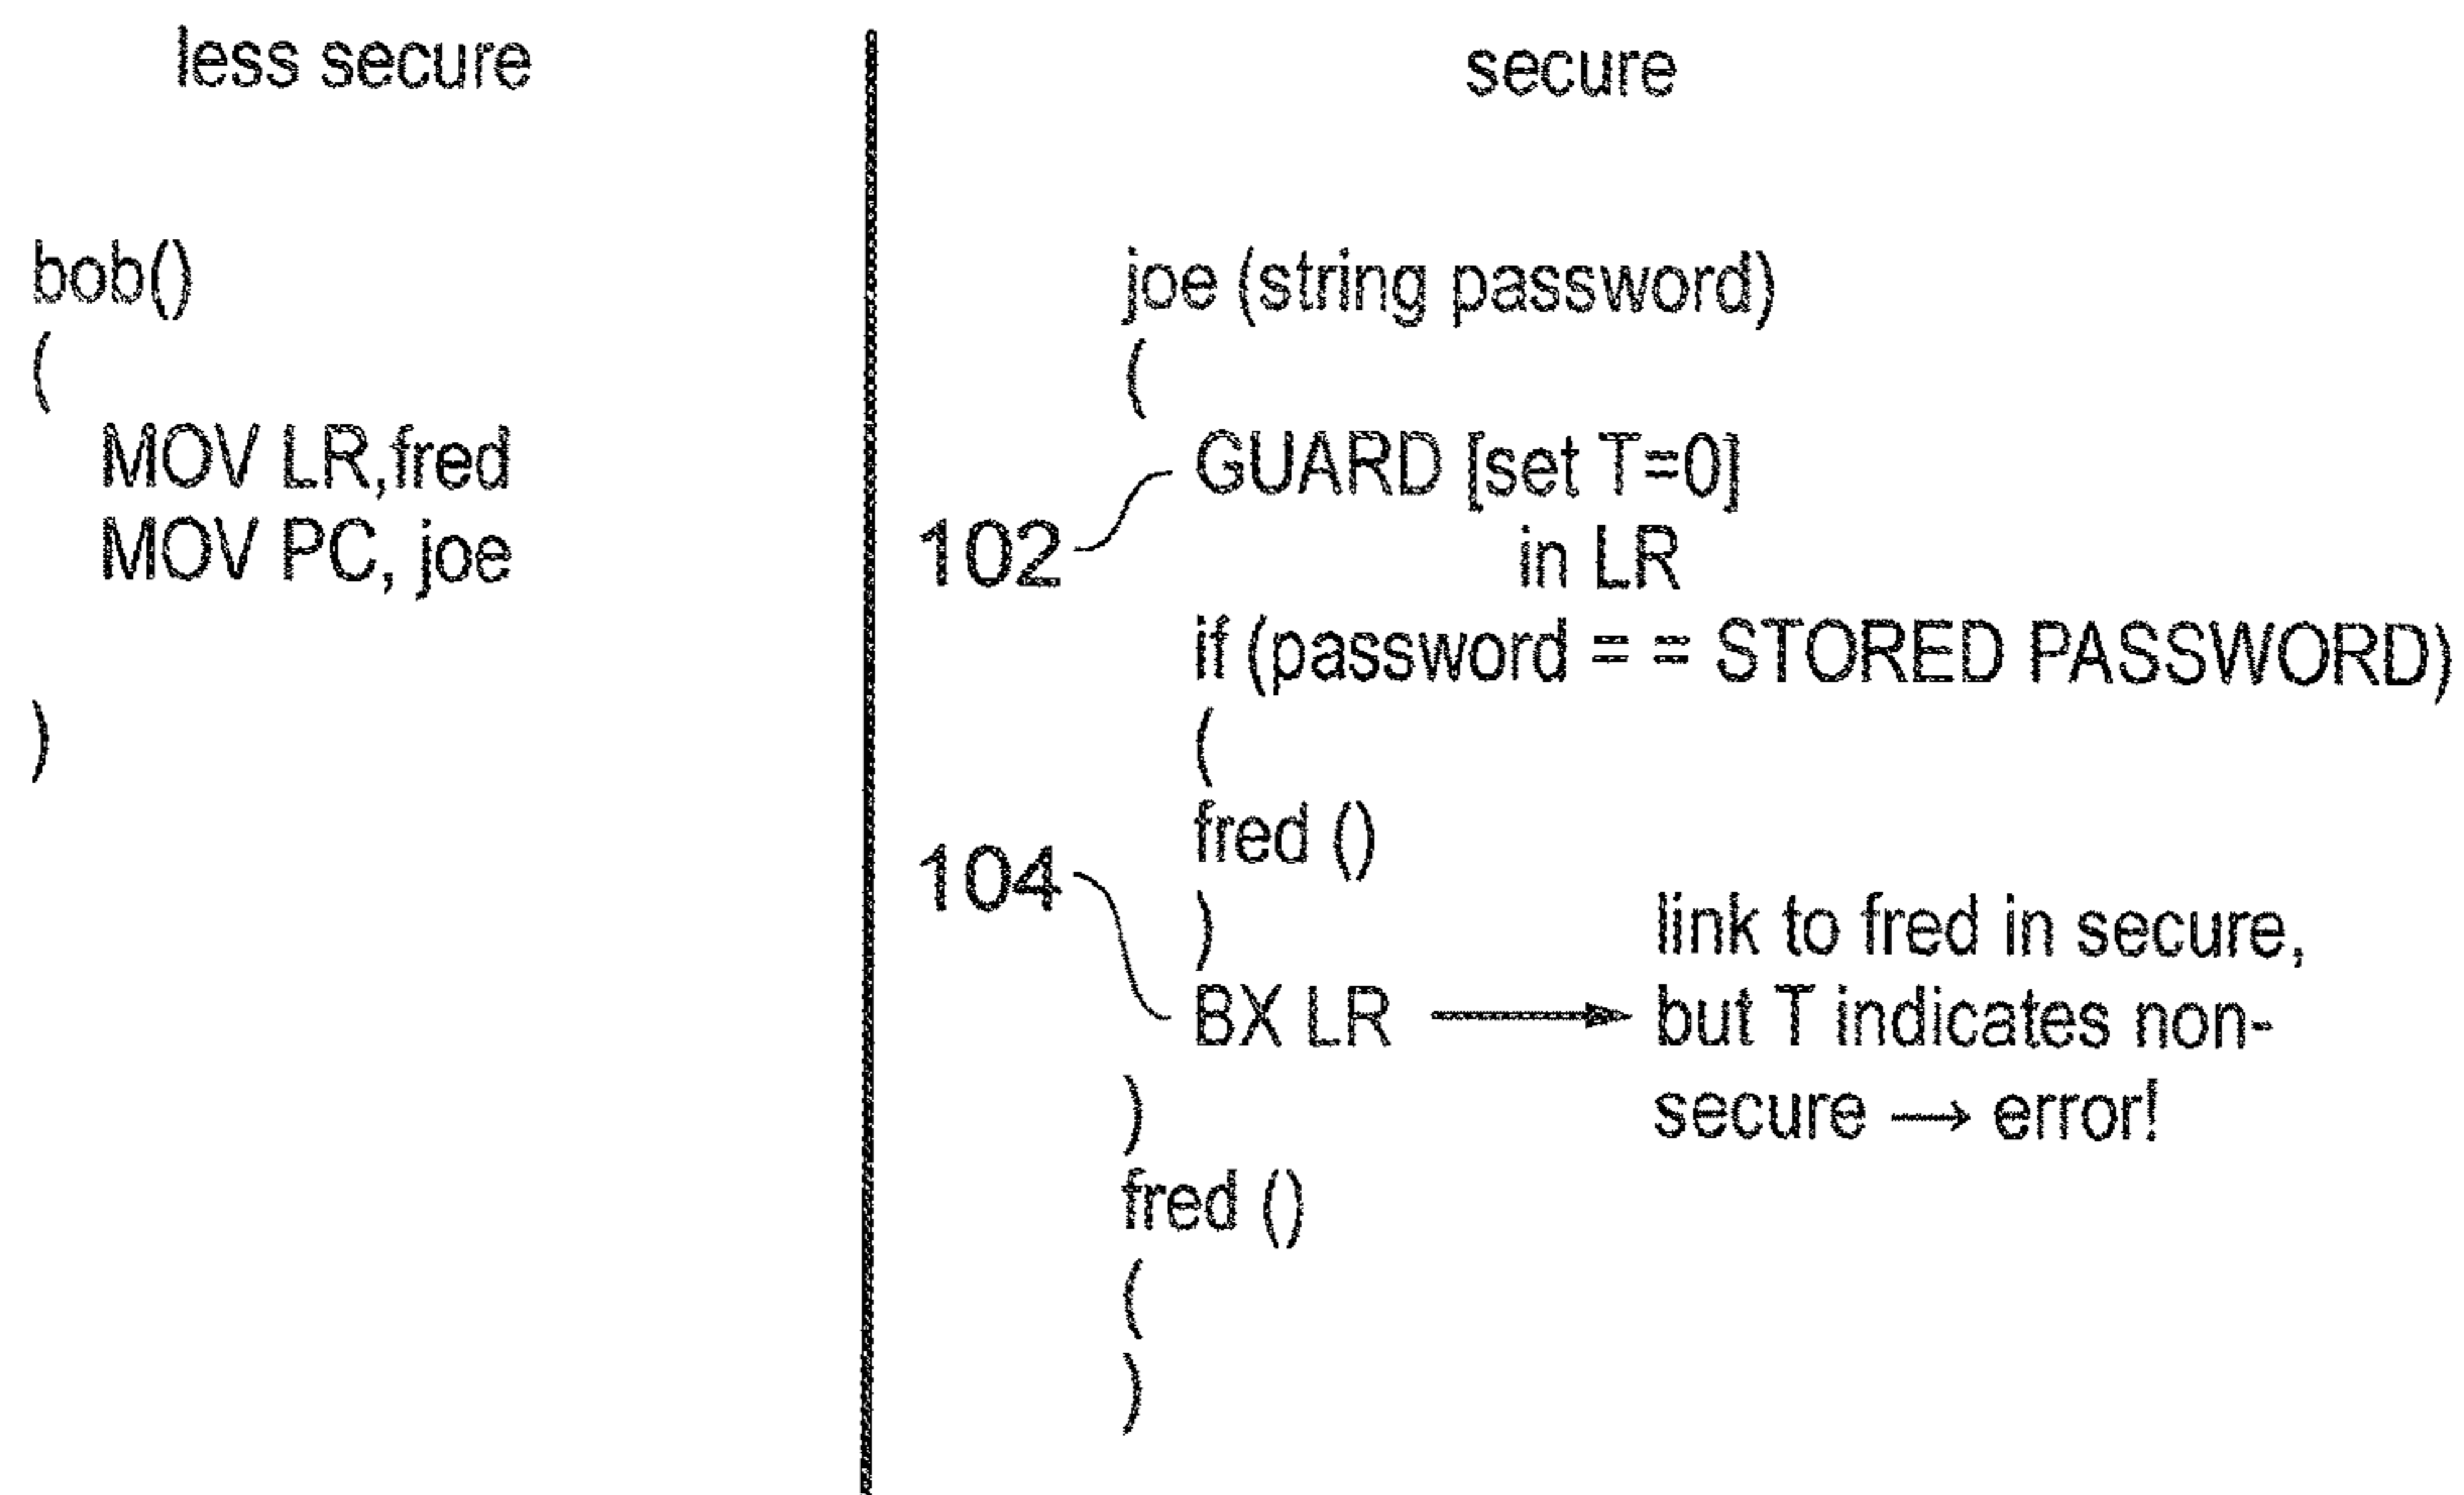 less secure
bob()
(
MOV LR,fred
MOV PC, joe
)
secure
joe (string password)
(
102
GUARD [set T=0]
in LR
if (password = = STORED PASSWORD)
(
fred ()
)
104
BX LR → link to fred in secure,
but T indicates non-
secure → error!
)
fred ()
(
)